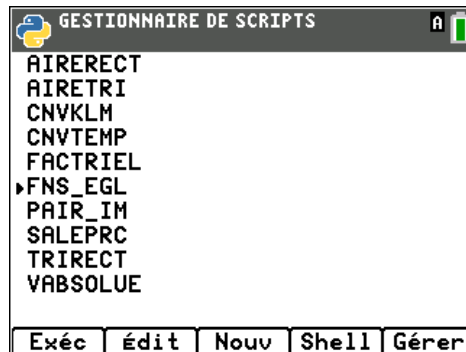 GESTIONNAIRE DE SCRIPTS A
AIRERECT
AIRETRI
CNVKLM
CNVTEMP
FACTRIEL
FNS_EGL
PAIR_IM
SALEPRC
TRIRECT
VABSOLUE
Exéc édit Nouv Shell Gérer